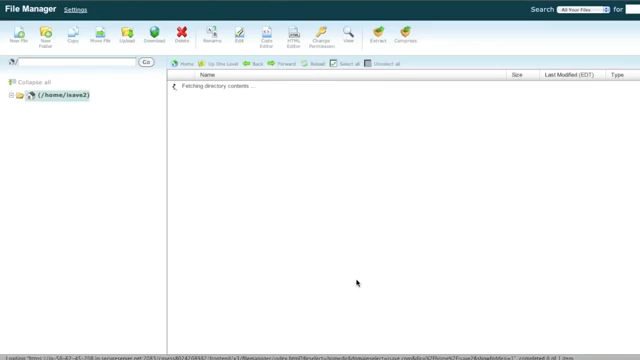 File Manager Settings Search All Your Files for
New File New Folder Copy Move File Upload Download Delete Rename Edit Code Editor HTML Editor Change Permissions View Extract Compress
/ Go Home Up One Level Back Forward Reload Select all Unselect all
Name Size Last Modified (EDT) Type
Collapse all
Fetching directory contents ...
(/home/isave2)